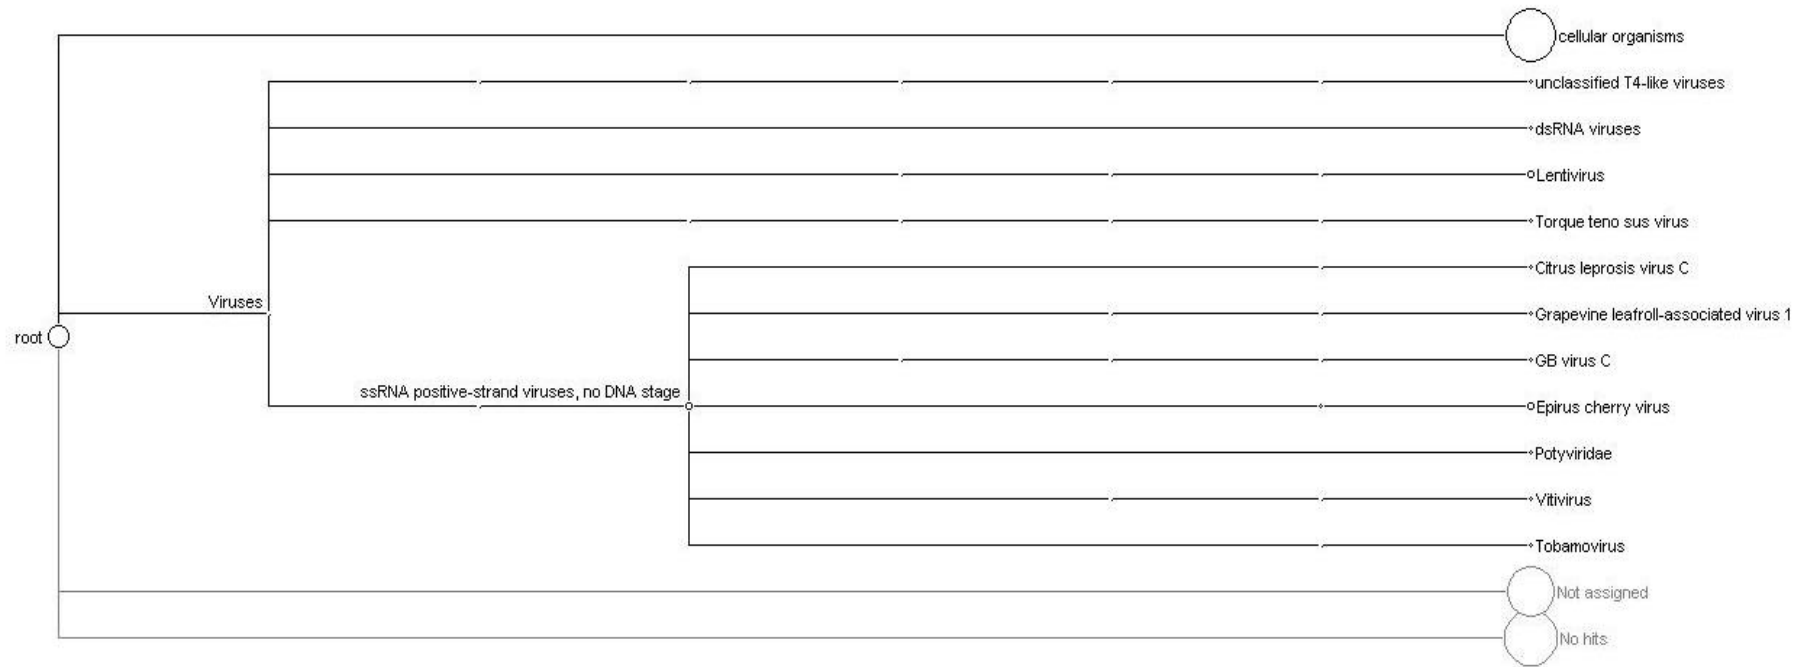 cellular organisms
unclassified T4-like viruses
dsRNA viruses
Lentivirus
Torque teno sus virus
Citrus leprosis virus C
Viruses
Grapevine leafroll-associated virus 1
root
GB virus C
ssRNA positive-strand viruses, no DNA stage
Epirus cherry virus
Potyviridae
Vitivirus
Tobamovirus
Not assigned
No hits